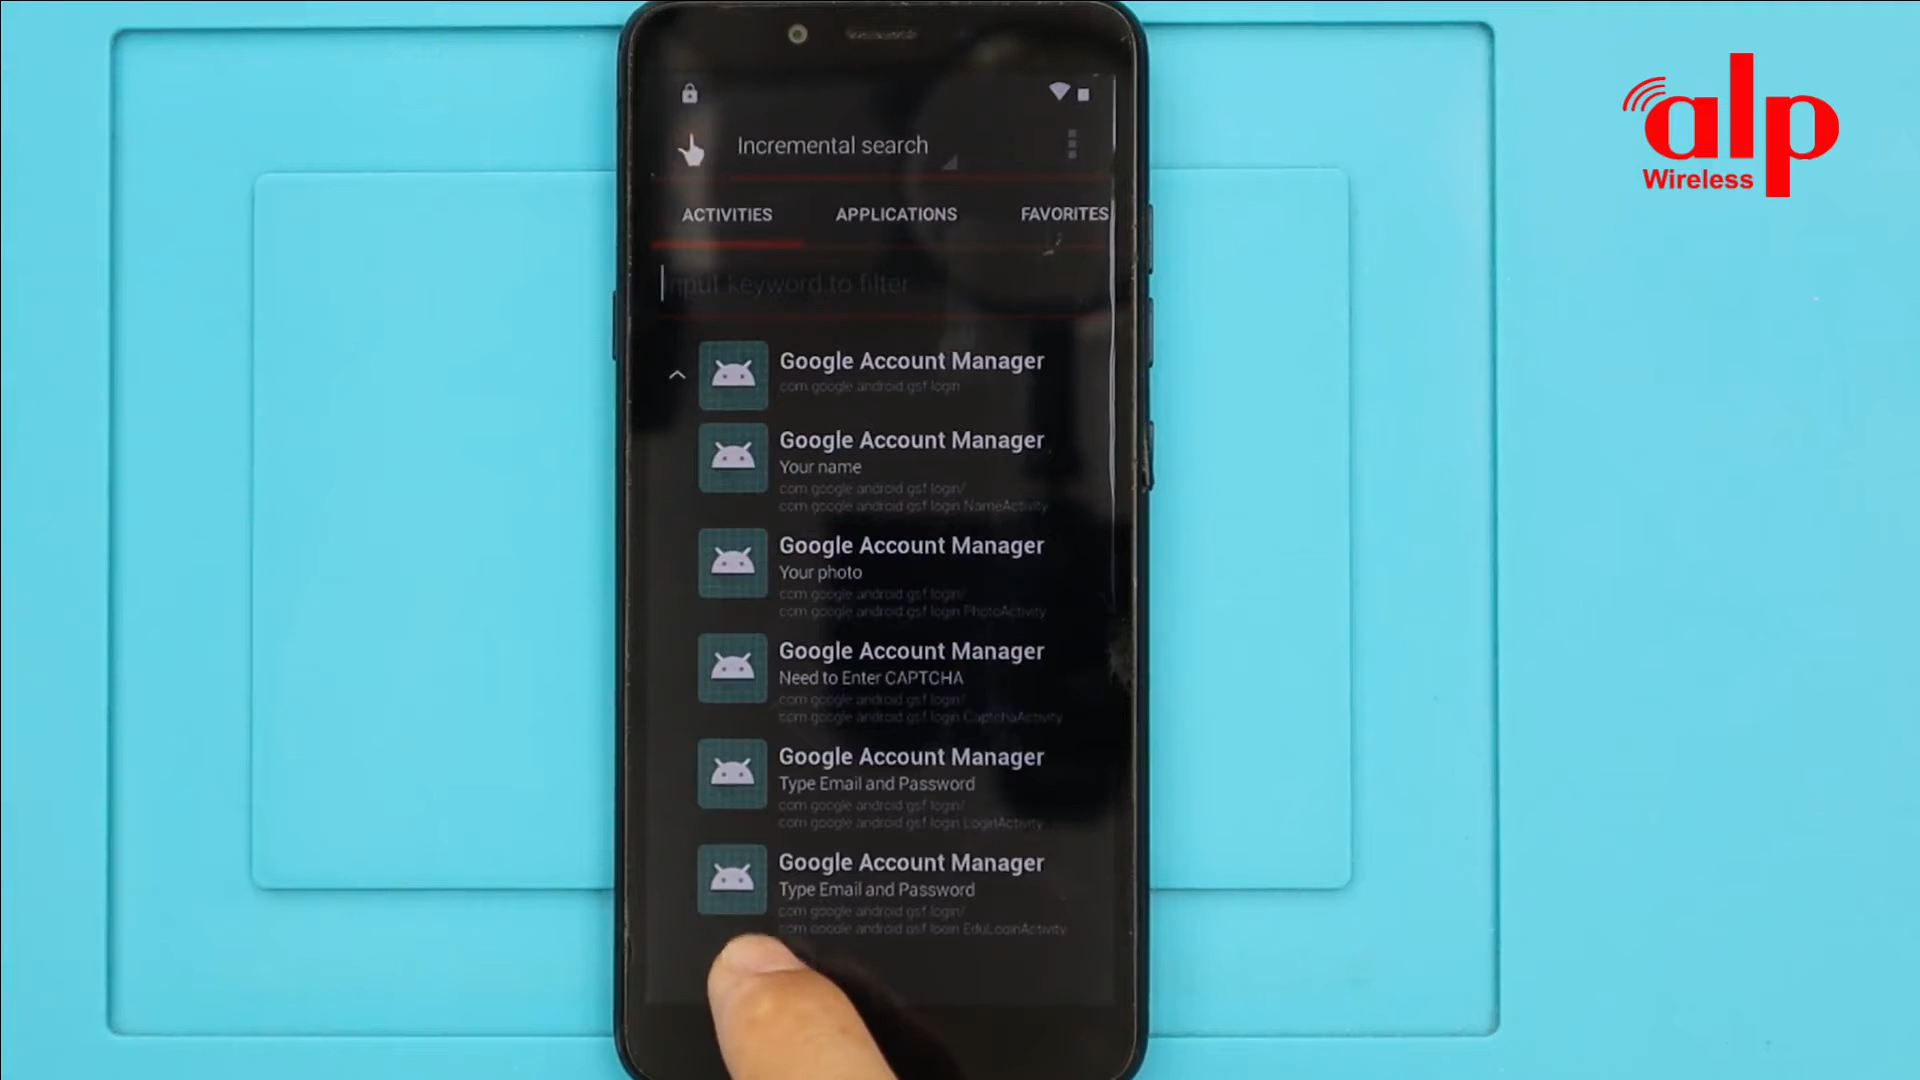 alp
Wireless
Incremental search
ACTIVITIES
APPLICATIONS
FAVORITES
Input keyword to filter
Google Account Manager
com google android gsf login
Google Account Manager
Your name
com google android gsf login/
com google android gsf login NameActivity
Google Account Manager
Your photo
com google android gsf login/
com google android gsf login PhotoActivity
Google Account Manager
Need to Enter CAPTCHA
com google android gsf login/
com google android gsf login CaptchaActivity
Google Account Manager
Type Email and Password
com google android gsf login/
com google android gsf login LoginActivity
Google Account Manager
Type Email and Password
com google android gsf login/
com google android gsf login EduLoginActivity